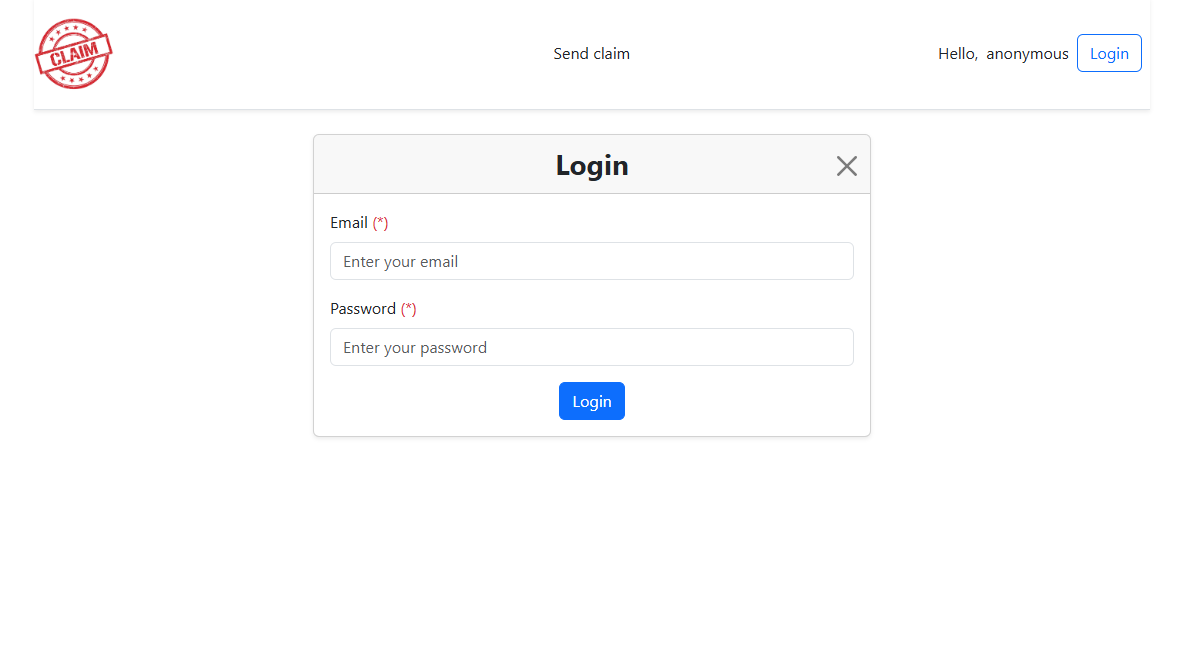 CLAIM
Send claim
Hello, anonymous Login
Login
Email (*)
Enter your email
Password (*)
Enter your password
Login